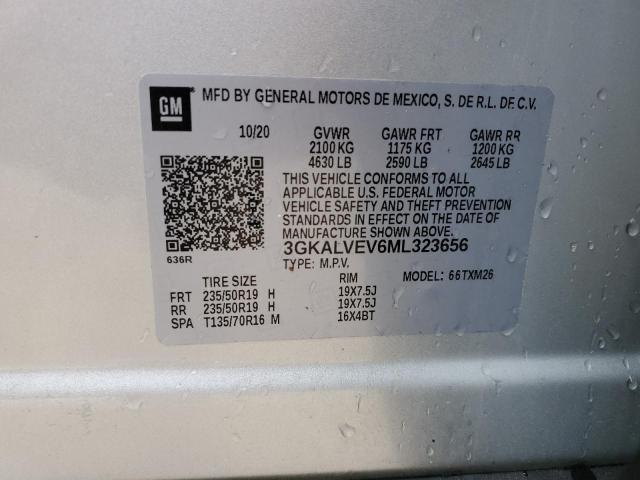 GM
MFD BY GENERAL MOTORS DE MEXICO, S. DE R.L. DE C.V.
10/20 GVWR GAWR FRT GAWR RR
2100 KG 1175 KG 1200 KG
4630 LB 2590 LB 2645 LB
THIS VEHICLE CONFORMS TO ALL
APPLICABLE U.S. FEDERAL MOTOR
VEHICLE SAFETY AND THEFT PREVENTION
STANDARDS IN EFFECT ON THE DATE OF
MANUFACTURE SHOWN ABOVE.
636R
3GKALVEV6ML323656
TYPE: M.P.V. MODEL: 66TXM26
TIRE SIZE RIM
FRT 235/50R19 H 19X7.5J
RR 235/50R19 H 19X7.5J
SPA T135/70R16 M 16X4BT